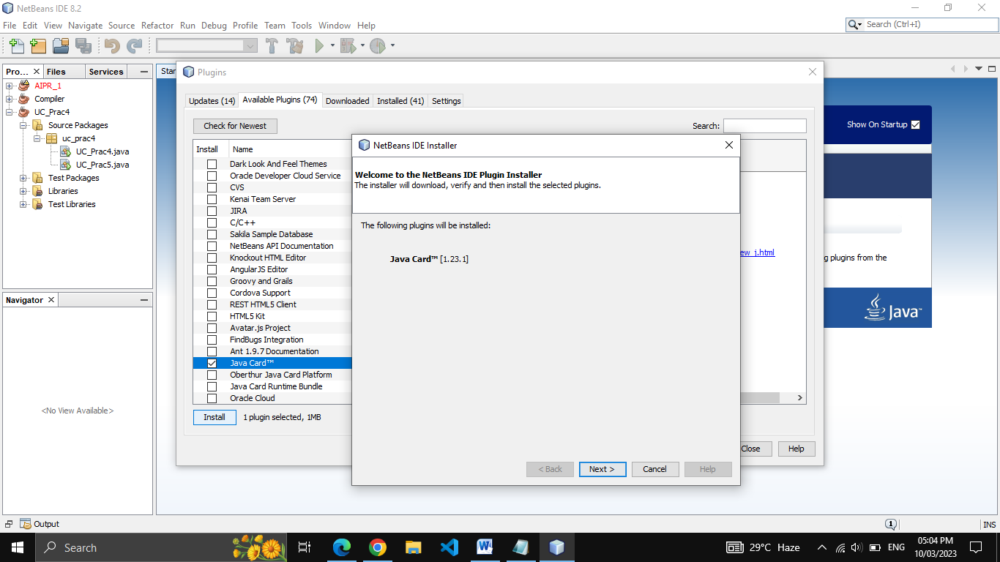 NetBeans IDE 8.2
File Edit View Navigate Source Refactor Run Debug Profile Team Tools Window Help
Search (Ctrl+I)
Pro... Files Services
AIPR_1
Compiler
UC_Prac4
Source Packages
uc_prac4
UC_Prac4.java
UC_Prac5.java
Test Packages
Libraries
Test Libraries
Navigator
<No View Available>
Star
Show On Startup
ew_j.html
g plugins from the
Java™
Plugins
Updates (14) Available Plugins (74) Downloaded Installed (41) Settings
Check for Newest
Search:
Install Name
Dark Look And Feel Themes
Oracle Developer Cloud Service
CVS
Kenai Team Server
JIRA
C/C++
Sakila Sample Database
NetBeans API Documentation
Knockout HTML Editor
AngularJS Editor
Groovy and Grails
Cordova Support
REST HTML5 Client
HTML5 Kit
Avatar.js Project
FindBugs Integration
Ant 1.9.7 Documentation
Java Card™
Oberthur Java Card Platform
Java Card Runtime Bundle
Oracle Cloud
Install 1 plugin selected, 1MB
Close Help
NetBeans IDE Installer
Welcome to the NetBeans IDE Plugin Installer
The installer will download, verify and then install the selected plugins.
The following plugins will be installed:
Java Card™ [1.23.1]
< Back Next > Cancel Help
Output
1
INS
Search
29°C Haze
ENG
05:04 PM
10/03/2023